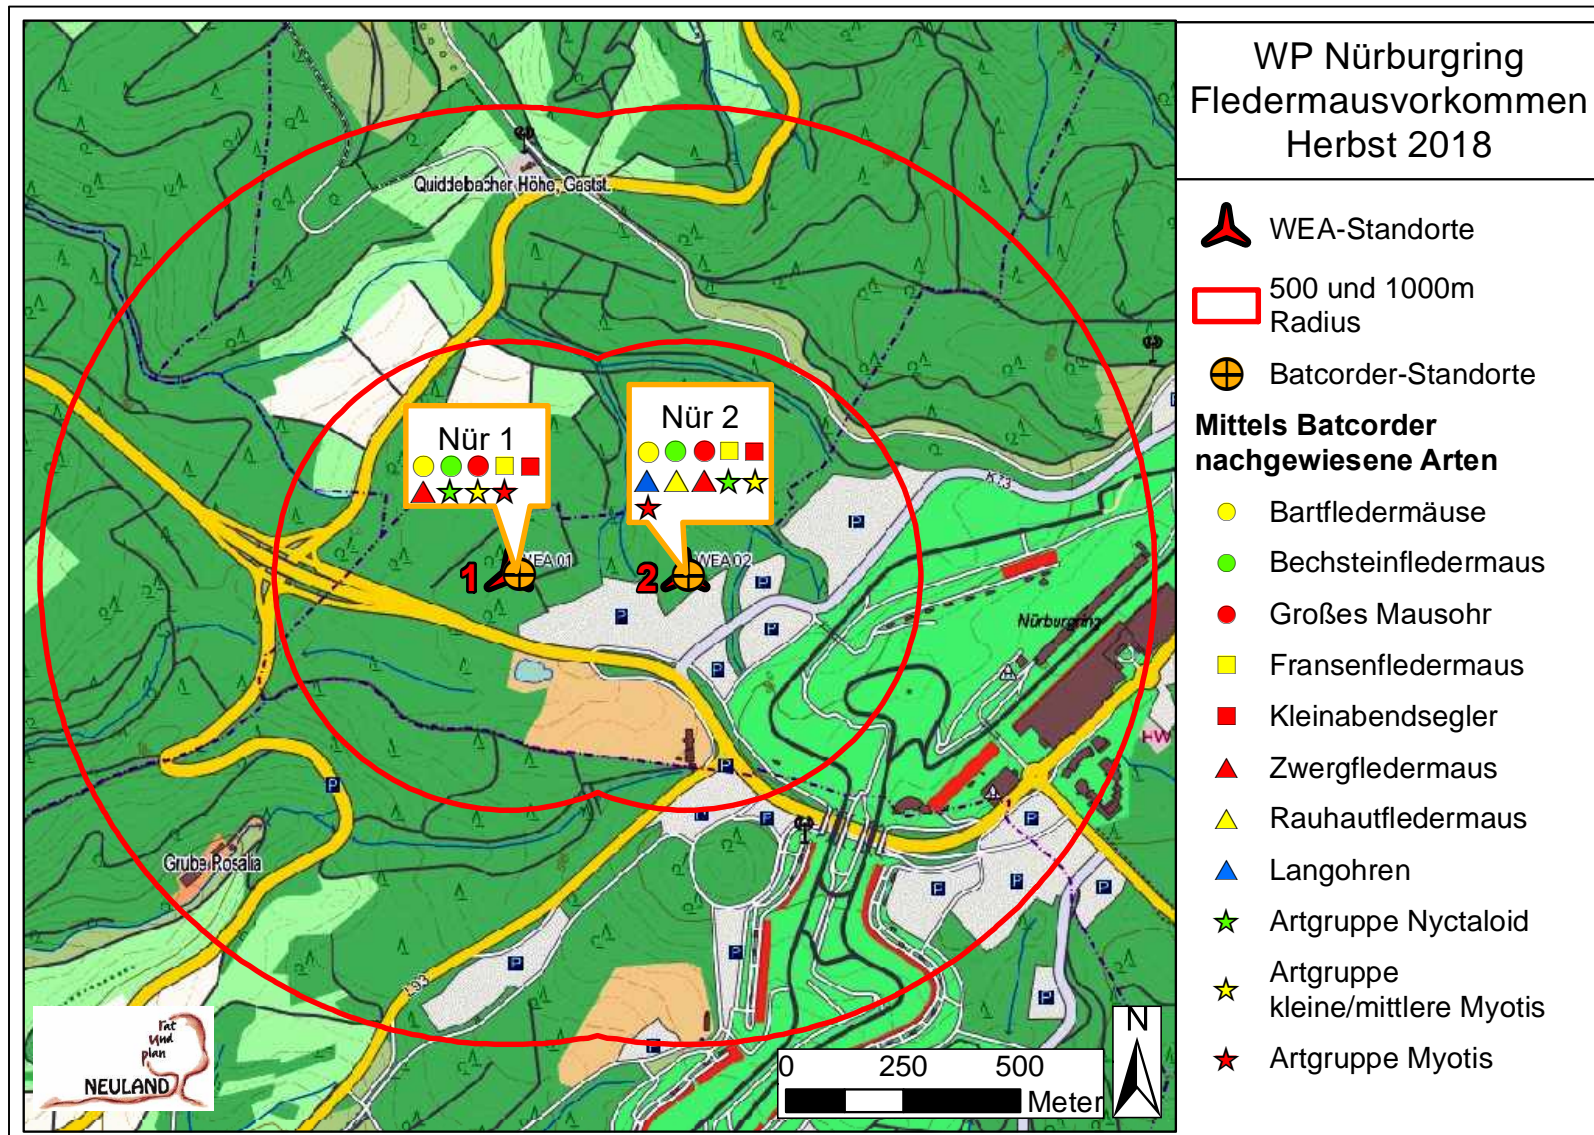 WP Nürburgring
Fledermausvorkommen
Herbst 2018
WEA-Standorte
500 und 1000m
Radius
Batcorder-Standorte
Mittels Batcorder
nachgewiesene Arten
Bartfledermäuse
Bechsteinfledermaus
Großes Mausohr
Fransenfledermaus
Kleinabendsegler
Zwergfledermaus
Rauhautfledermaus
Langohren
Artgruppe Nyctaloid
Artgruppe
kleine/mittlere Myotis
Artgruppe Myotis
Quiddelbacher Höhe, Gastst.
Nür 1
Nür 2
1
WEA 01
2
WEA 02
K73
P
P
P
P
P
Nürburgring
HW
P
P
P
P
P
P
P
P
P
P
P
P
Grube Rosalia
L93
rat
und
plan
NEULAND
0 250 500
Meter
N